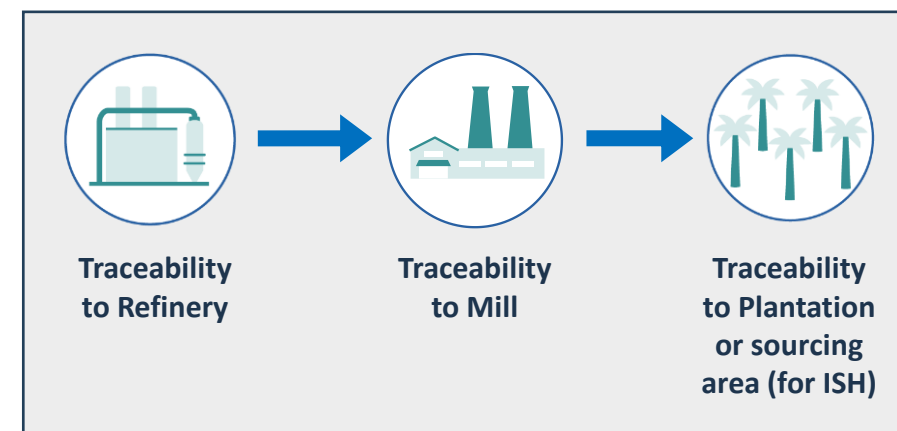 Traceability
to Refinery
Traceability
to Mill
Traceability
to Plantation
or sourcing
area (for ISH)